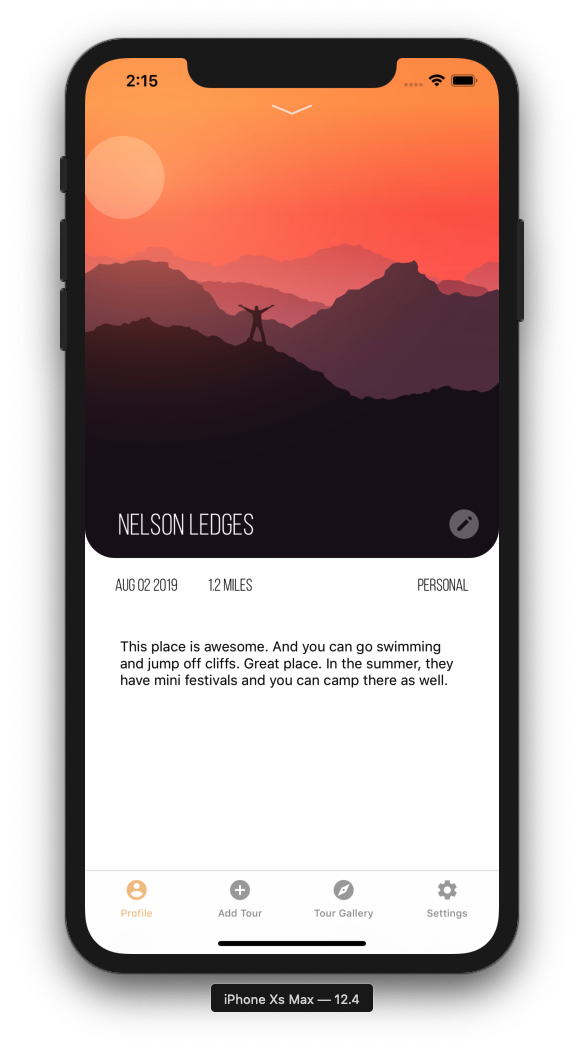 2:15
NELSON LEDGES
AUG 02 2019 1.2 MILES PERSONAL
This place is awesome. And you can go swimming
and jump off cliffs. Great place. In the summer, they
have mini festivals and you can camp there as well.
Profile Add Tour Tour Gallery Settings
iPhone Xs Max — 12.4